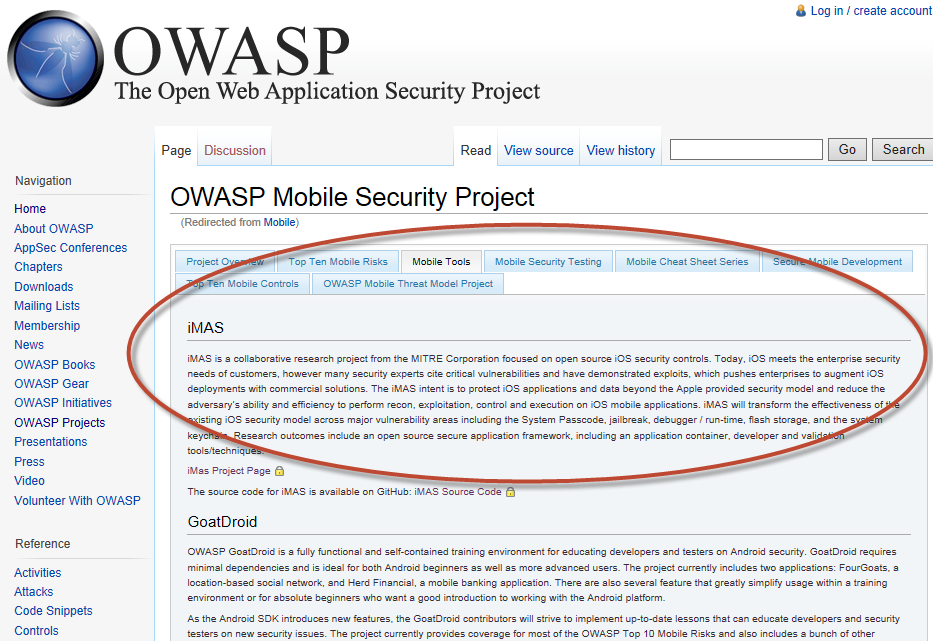 Log in / create account
OWASP
The Open Web Application Security Project
Page Discussion Read View source View history Go Search
Navigation
Home
About OWASP
AppSec Conferences
Chapters
Downloads
Mailing Lists
Membership
News
OWASP Books
OWASP Gear
OWASP Initiatives
OWASP Projects
Presentations
Press
Video
Volunteer With OWASP
Reference
Activities
Attacks
Code Snippets
Controls
OWASP Mobile Security Project
(Redirected from Mobile)
Project Overview Top Ten Mobile Risks Mobile Tools Mobile Security Testing Mobile Cheat Sheet Series Secure Mobile Development
Top Ten Mobile Controls OWASP Mobile Threat Model Project
iMAS
iMAS is a collaborative research project from the MITRE Corporation focused on open source iOS security controls. Today, iOS meets the enterprise security
needs of customers, however many security experts cite critical vulnerabilities and have demonstrated exploits, which pushes enterprises to augment iOS
deployments with commercial solutions. The iMAS intent is to protect iOS applications and data beyond the Apple provided security model and reduce the
adversary's ability and efficiency to perform recon, exploitation, control and execution on iOS mobile applications. iMAS will transform the effectiveness of the
existing iOS security model across major vulnerability areas including the System Passcode, jailbreak, debugger / run-time, flash storage, and the system
keychain. Research outcomes include an open source secure application framework, including an application container, developer and validation
tools/techniques.
iMas Project Page
The source code for iMAS is available on GitHub: iMAS Source Code
GoatDroid
OWASP GoatDroid is a fully functional and self-contained training environment for educating developers and testers on Android security. GoatDroid requires
minimal dependencies and is ideal for both Android beginners as well as more advanced users. The project currently includes two applications: FourGoats, a
location-based social network, and Herd Financial, a mobile banking application. There are also several feature that greatly simplify usage within a training
environment or for absolute beginners who want a good introduction to working with the Android platform.
As the Android SDK introduces new features, the GoatDroid contributors will strive to implement up-to-date lessons that can educate developers and security
testers on new security issues. The project currently provides coverage for most of the OWASP Top 10 Mobile Risks and also includes a bunch of other